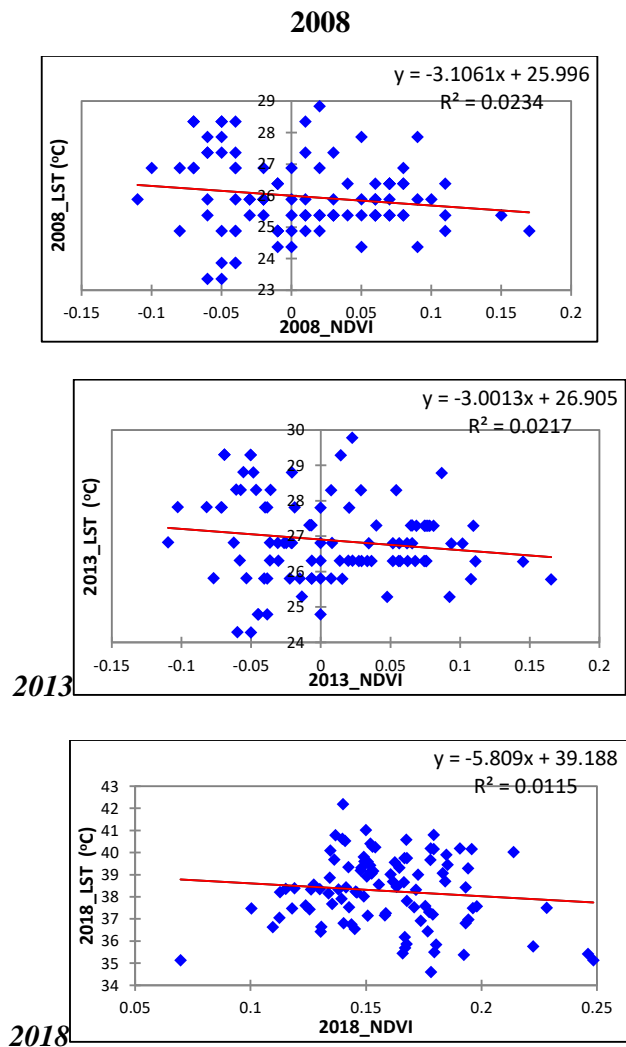 2008
y = -3.1061x + 25.996
R² = 0.0234
2008_LST (ºC)
29
28
27
26
25
24
23
-0.15 -0.1 -0.05 0 0.05 0.1 0.15 0.2
2008_NDVI
y = -3.0013x + 26.905
R² = 0.0217
2013_LST (ºC)
30
29
28
27
26
25
24
-0.15 -0.1 -0.05 0 0.05 0.1 0.15 0.2
2013_NDVI
2013
y = -5.809x + 39.188
R² = 0.0115
2018_LST (ºC)
43
42
41
40
39
38
37
36
35
34
0.05 0.1 0.15 0.2 0.25
2018_NDVI
2018